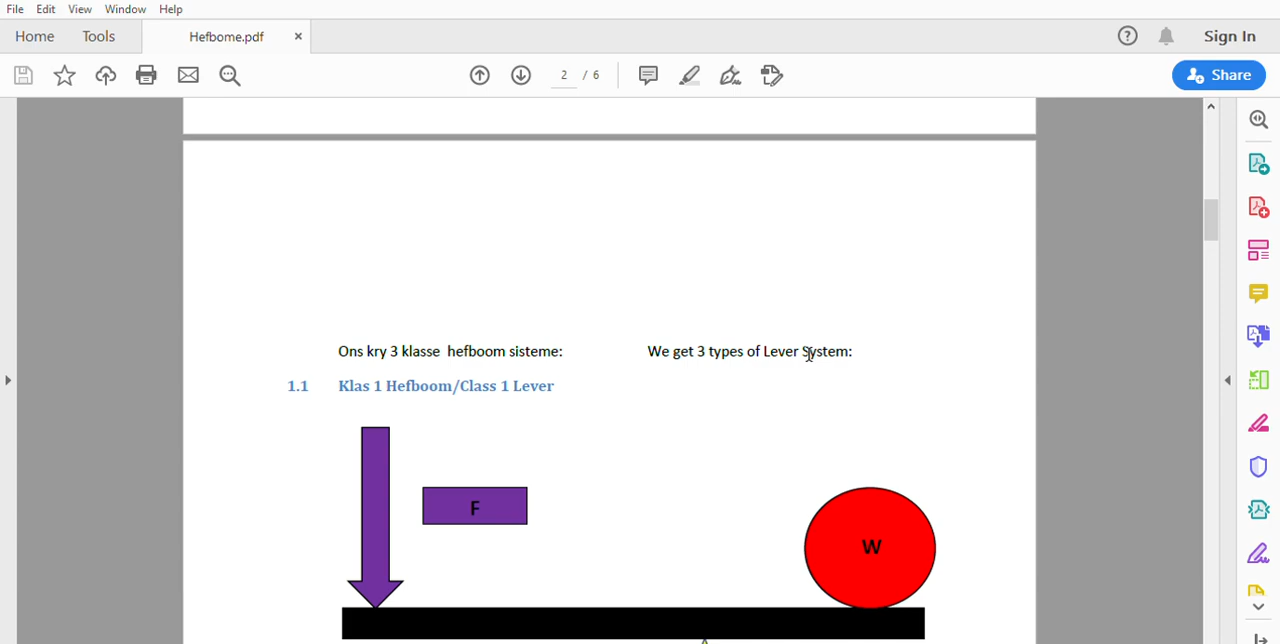 File Edit View Window Help
Home Tools Hefbome.pdf × ? Sign In
2 / 6 Share
Ons kry 3 klasse hefboom sisteme: We get 3 types of Lever System:
1.1 Klas 1 Hefboom/Class 1 Lever
F
W